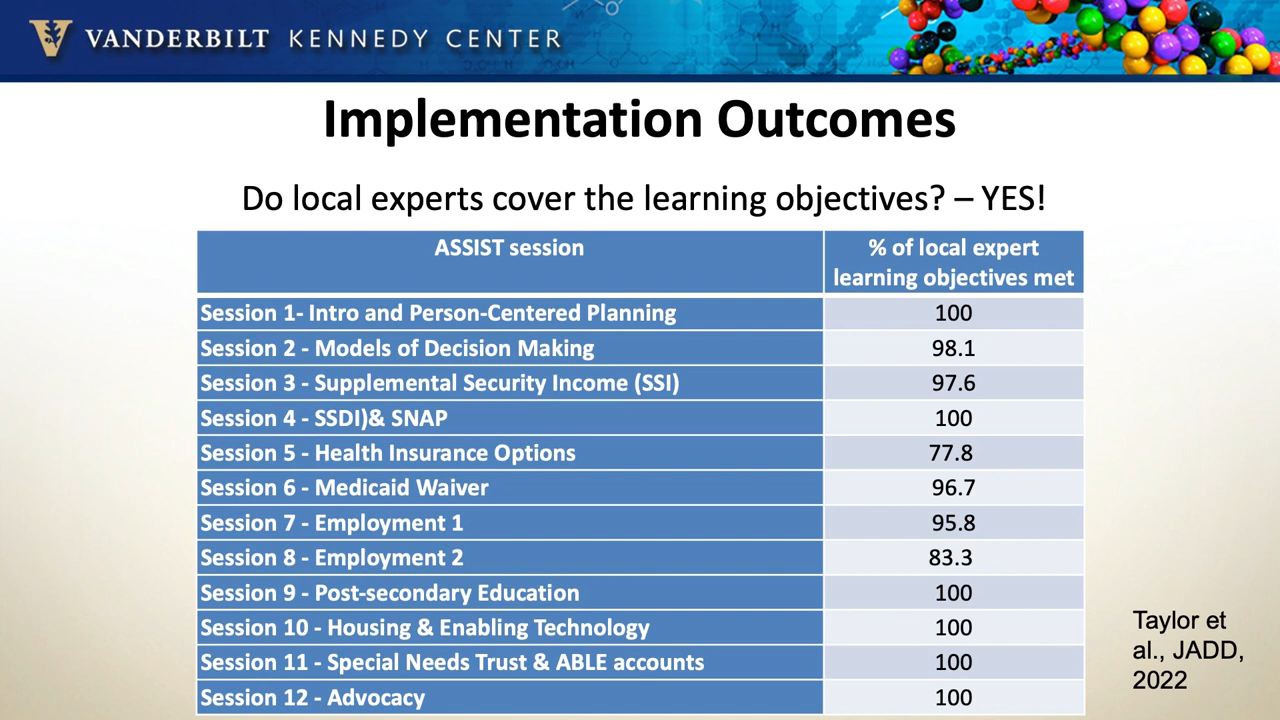 VANDERBILT KENNEDY CENTER
Implementation Outcomes
Do local experts cover the learning objectives? – YES!
ASSIST session
% of local expert
learning objectives met
Session 1- Intro and Person-Centered Planning 100
Session 2 - Models of Decision Making 98.1
Session 3 - Supplemental Security Income (SSI) 97.6
Session 4 - SSDI)& SNAP 100
Session 5 - Health Insurance Options 77.8
Session 6 - Medicaid Waiver 96.7
Session 7 - Employment 1 95.8
Session 8 - Employment 2 83.3
Session 9 - Post-secondary Education 100
Session 10 - Housing & Enabling Technology 100
Session 11 - Special Needs Trust & ABLE accounts 100
Session 12 - Advocacy 100
Taylor et
al., JADD,
2022